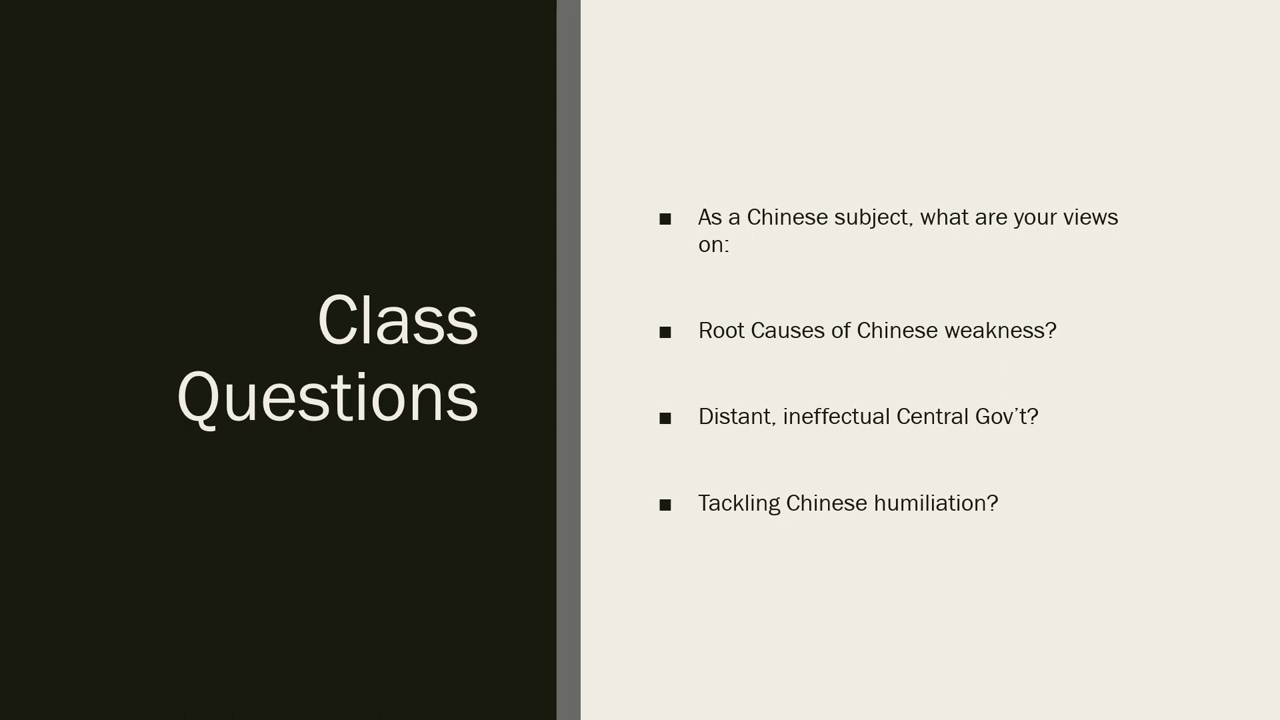 Class
Questions
■ As a Chinese subject, what are your views
on:
■ Root Causes of Chinese weakness?
■ Distant, ineffectual Central Gov’t?
■ Tackling Chinese humiliation?